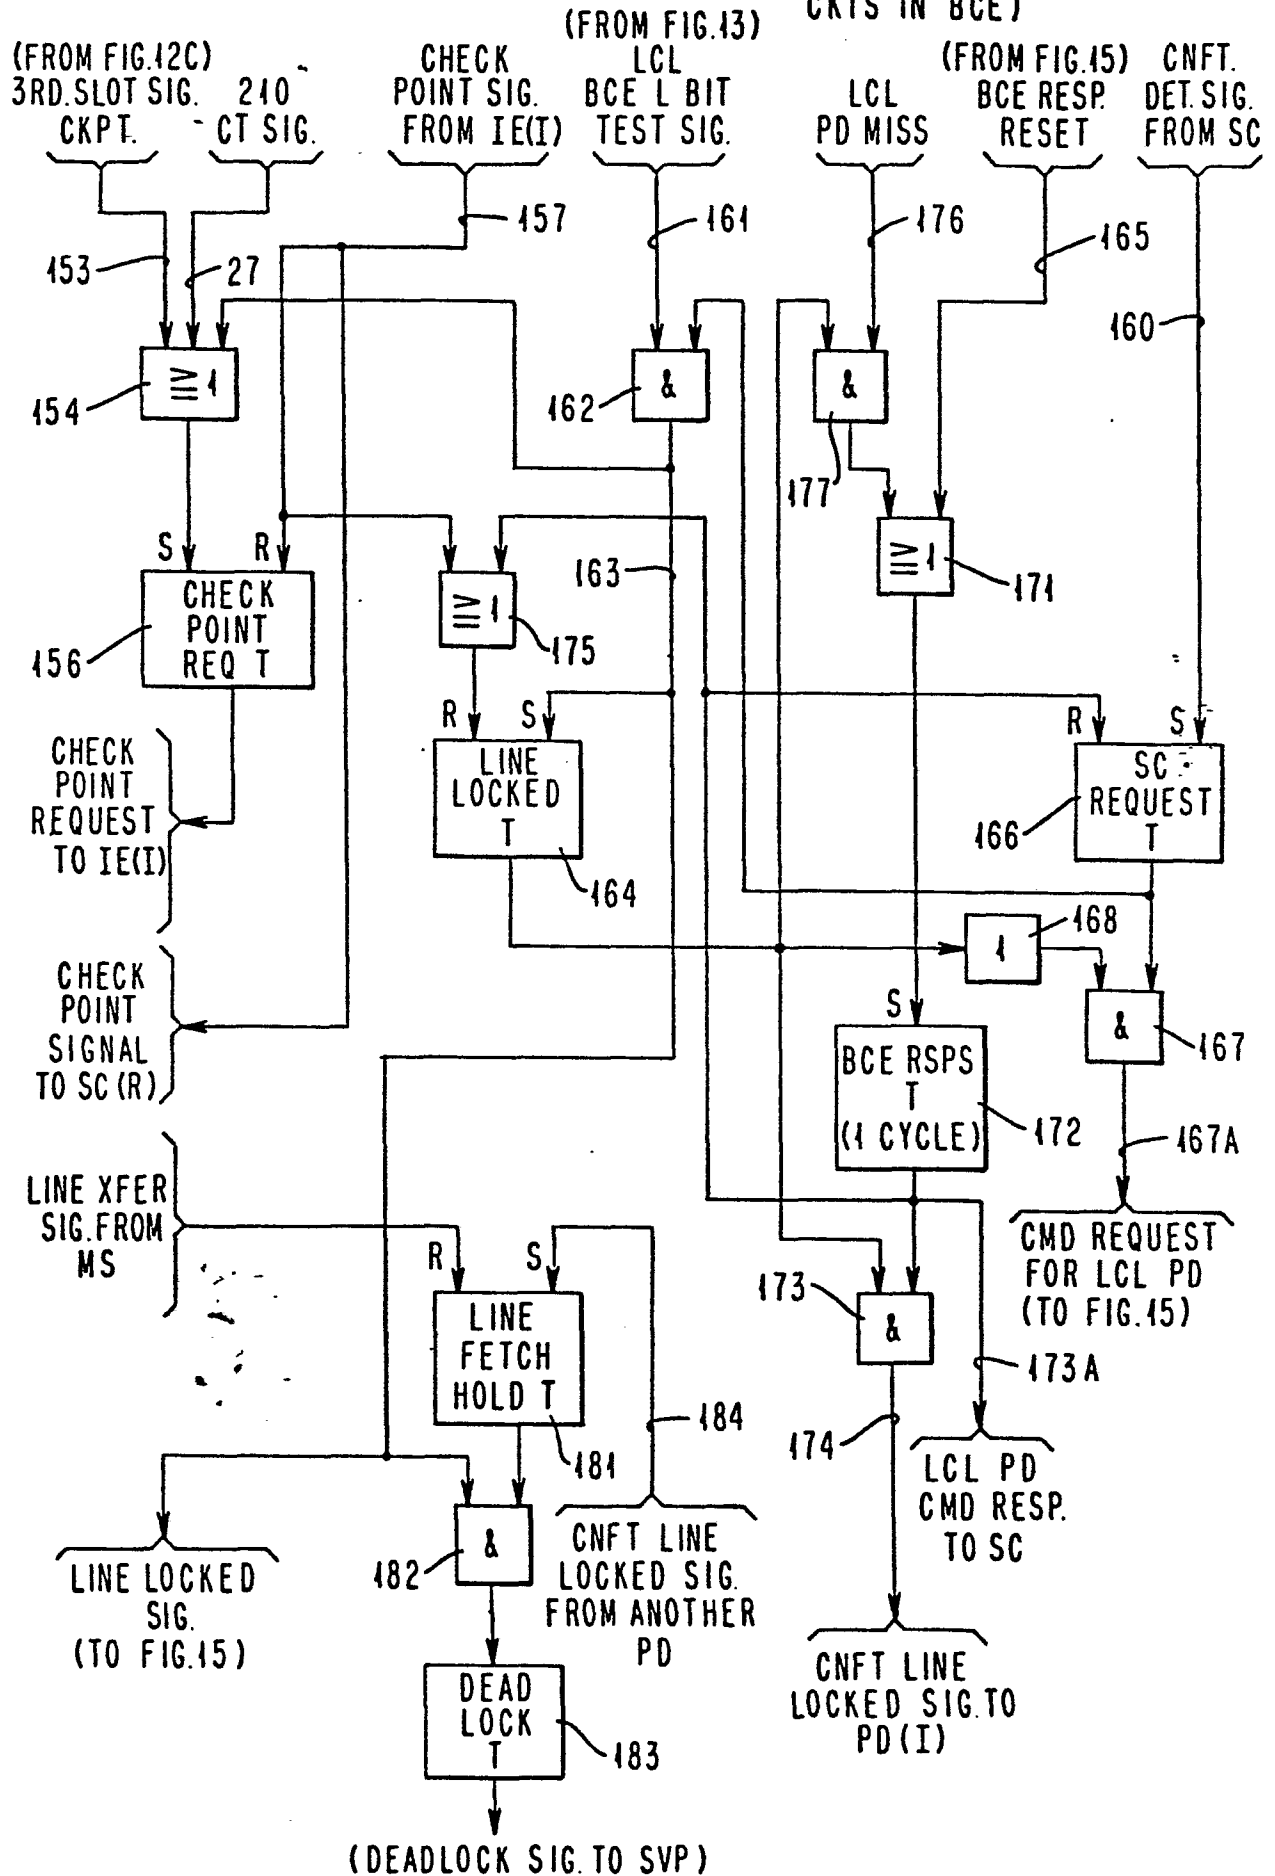 CKTS IN BCE)
(FROM FIG.12C)
3RD.SLOT SIG.
CKPT.
210
CT SIG.
CHECK
POINT SIG.
FROM IE(I)
(FROM FIG.13)
LCL
BCE L BIT
TEST SIG.
LCL
PD MISS
(FROM FIG.15)
BCE RESP.
RESET
CNFT.
DET.SIG.
FROM SC
153
27
157
161
176
165
160
≥ 1
154
&
162
&
177
≥ 1
171
S R
CHECK
POINT
REQ T
156
≥ 1
175
163
R S
LINE
LOCKED
T
164
R S
SC
REQUEST
T
166
1
168
&
167
167A
CMD REQUEST
FOR LCL PD
(TO FIG.15)
CHECK
POINT
REQUEST
TO IE(I)
CHECK
POINT
SIGNAL
TO SC(R)
S
BCE RSPS
T
(1 CYCLE)
172
LINE XFER
SIG.FROM
MS
R S
LINE
FETCH
HOLD T
181
184
173
&
173A
174
LCL PD
CMD RESP.
TO SC
LINE LOCKED
SIG.
(TO FIG.15)
&
182
CNFT LINE
LOCKED SIG.
FROM ANOTHER
PD
CNFT LINE
LOCKED SIG.TO
PD(I)
DEAD
LOCK
T
183
(DEADLOCK SIG. TO SVP)